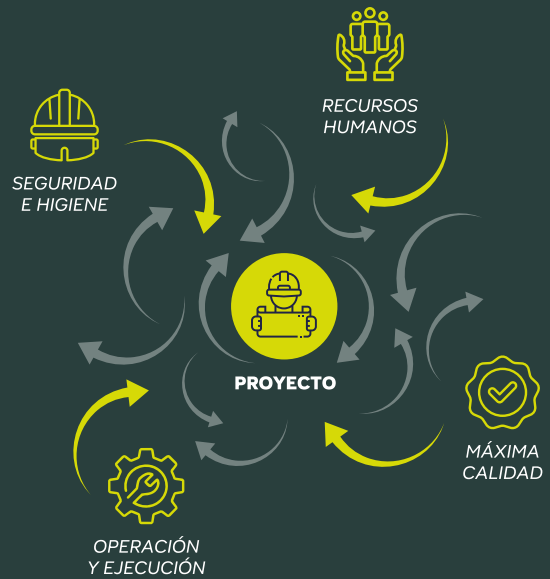 RECURSOS
HUMANOS
SEGURIDAD
E HIGIENE
PROYECTO
MÁXIMA
CALIDAD
OPERACIÓN
Y EJECUCIÓN